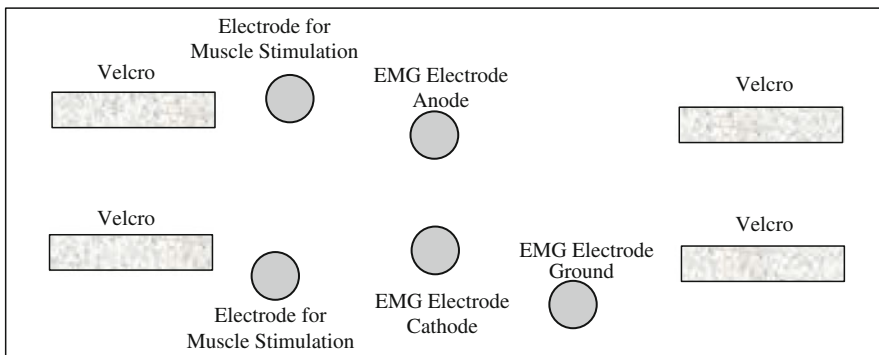 Electrode for
Muscle Stimulation
Velcro
EMG Electrode
Anode
Velcro
Velcro
Electrode for
Muscle Stimulation
EMG Electrode
Cathode
EMG Electrode
Ground
Velcro